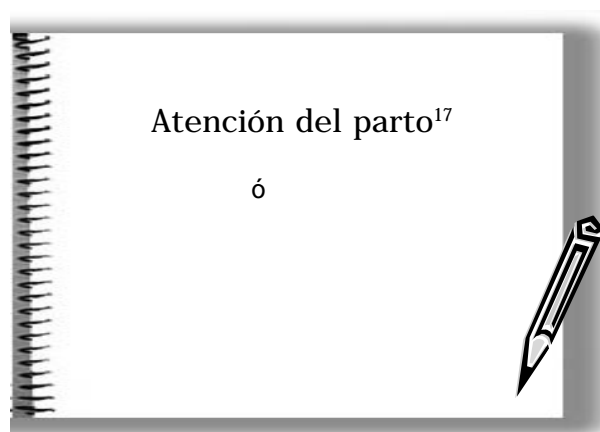 Atención del parto¹⁷
ó